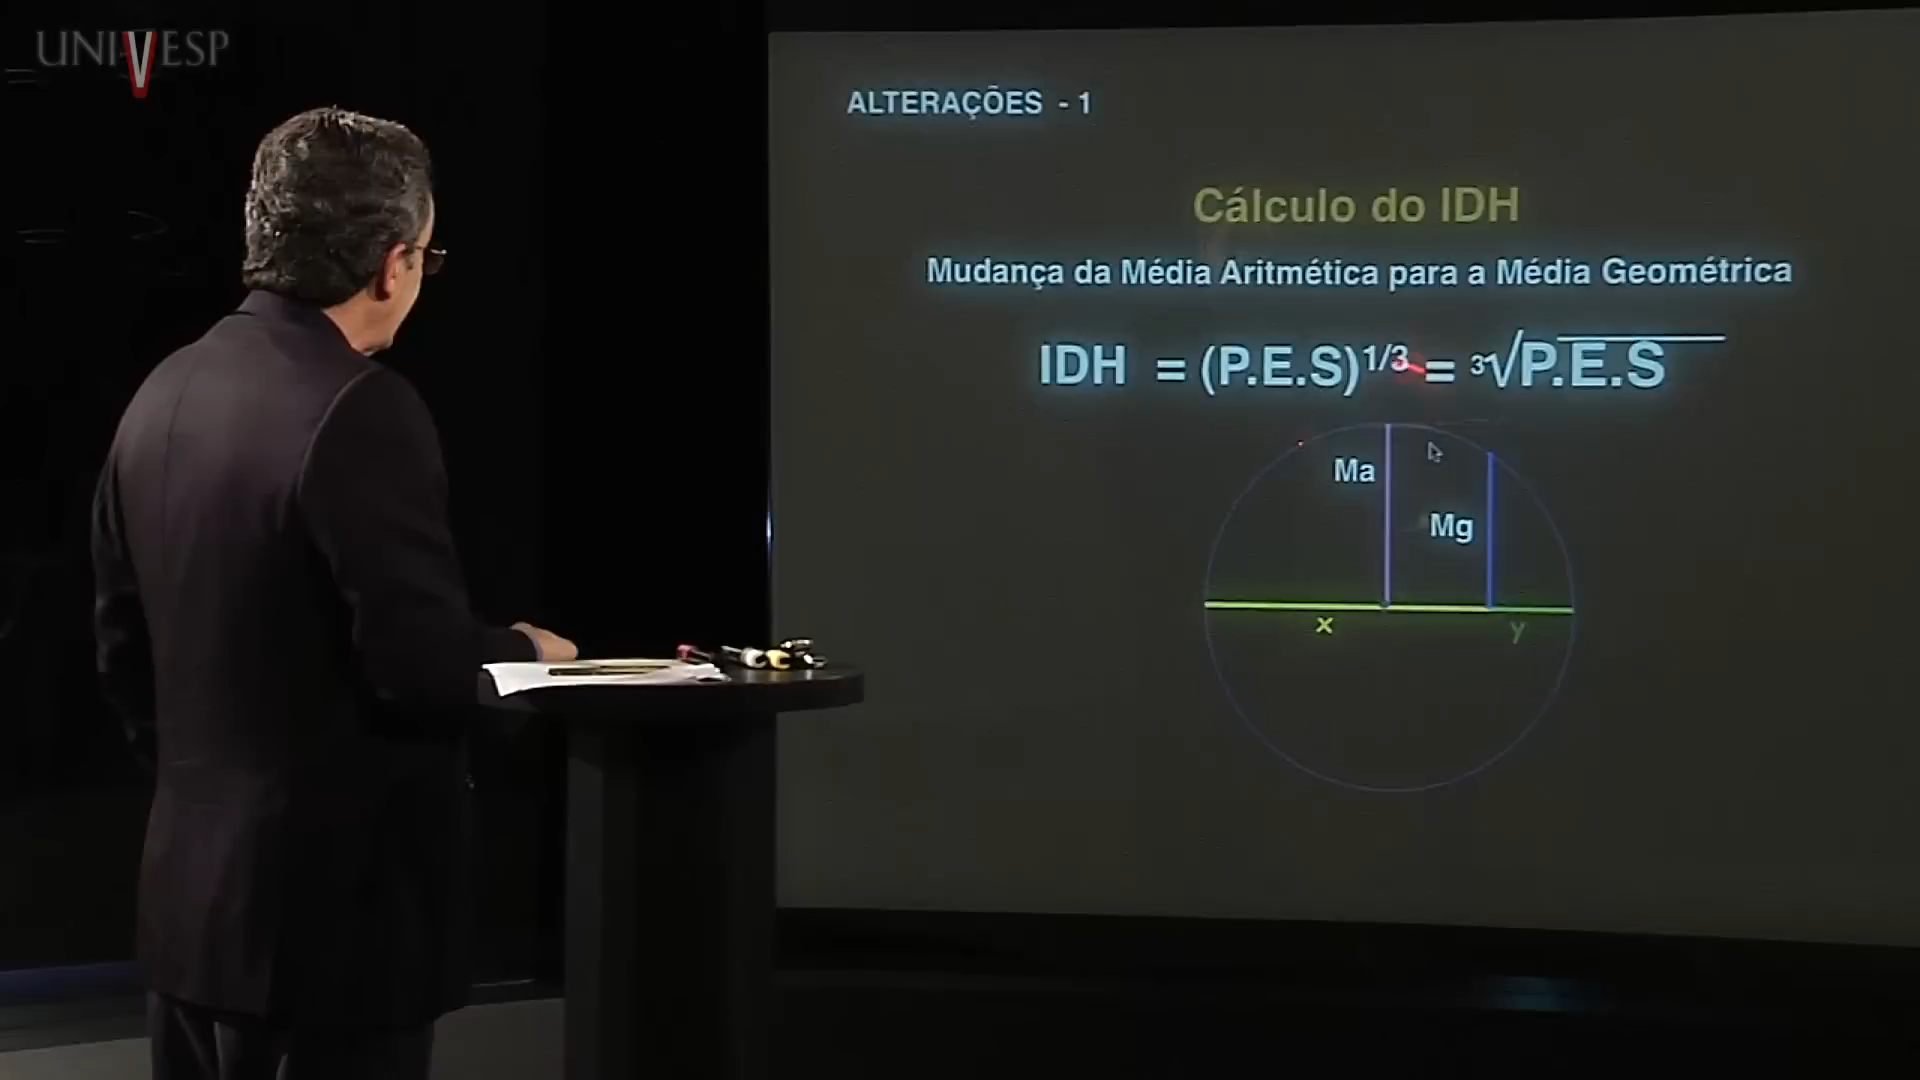 UNIVESP
ALTERAÇÕES - 1
Cálculo do IDH
Mudança da Média Aritmética para a Média Geométrica
IDH = (P.E.S)^1/3 = ³√P.E.S
Ma
Mg
x
y